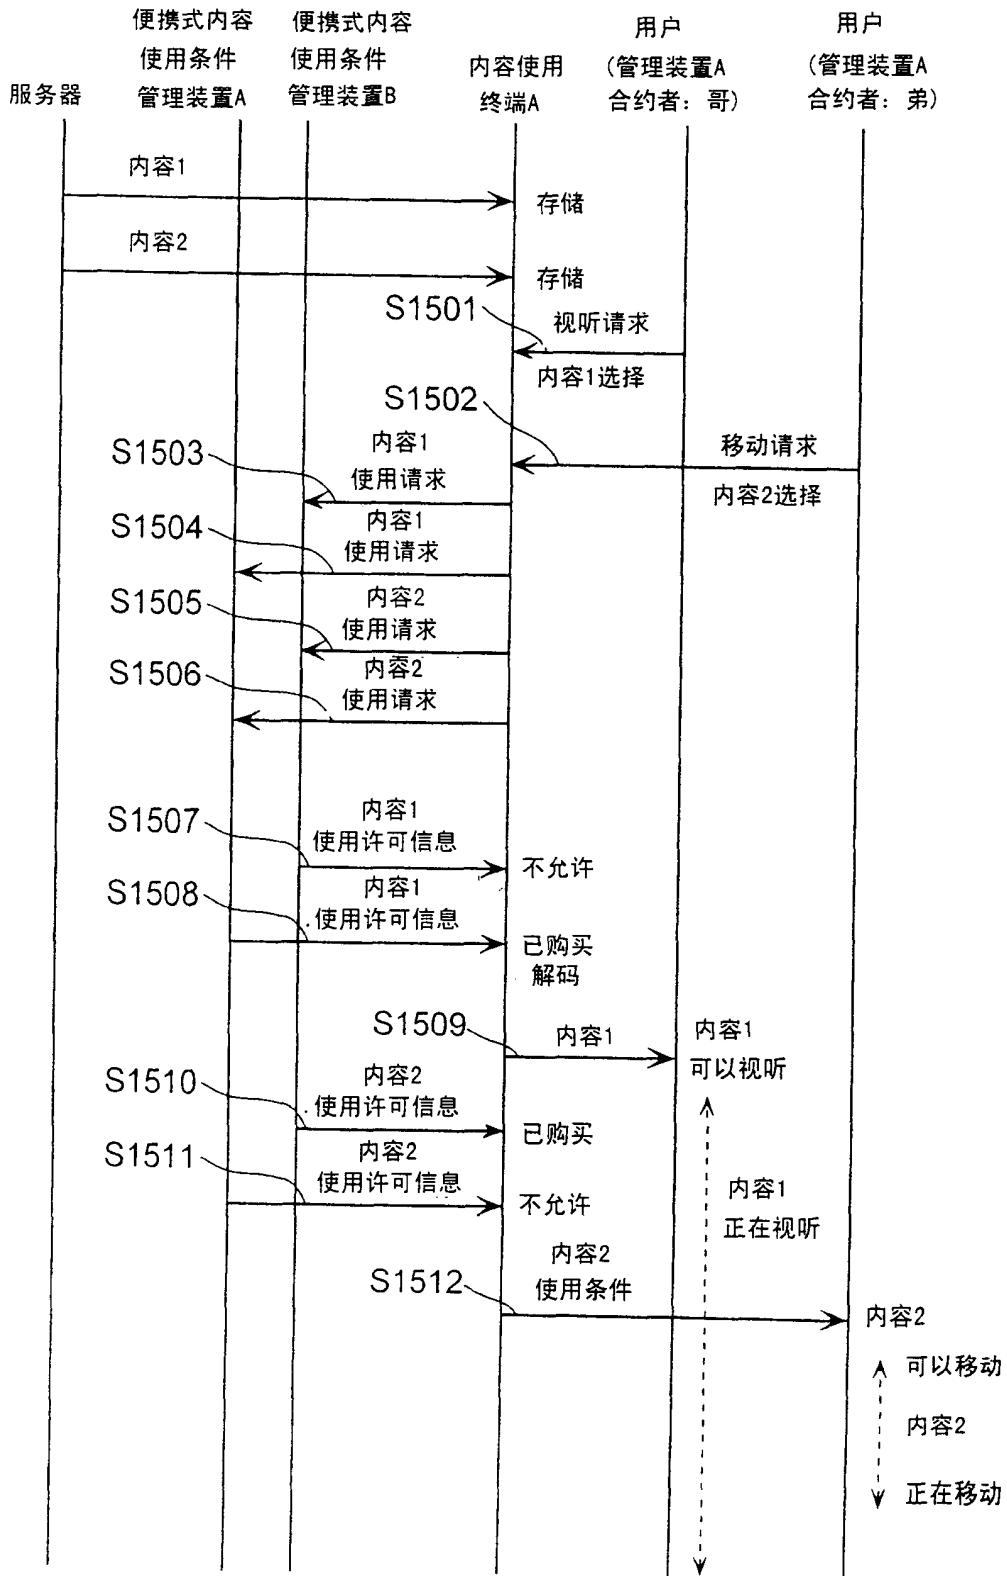 便携式内容
使用条件
管理装置A
便携式内容
使用条件
管理装置B
服务器
内容使用
终端A
用户
(管理装置A
合约者：哥)
用户
(管理装置A
合约者：弟)
内容1
存储
内容2
存储
S1501
视听请求
内容1选择
S1502
移动请求
内容2选择
S1503
内容1
使用请求
S1504
内容1
使用请求
S1505
内容2
使用请求
S1506
内容2
使用请求
S1507
内容1
使用许可信息
不允许
S1508
内容1
使用许可信息
已购买
解码
S1509
内容1
内容1
可以视听
S1510
内容2
使用许可信息
已购买
S1511
内容2
使用许可信息
不允许
内容1
正在视听
S1512
内容2
使用条件
内容2
可以移动
内容2
正在移动